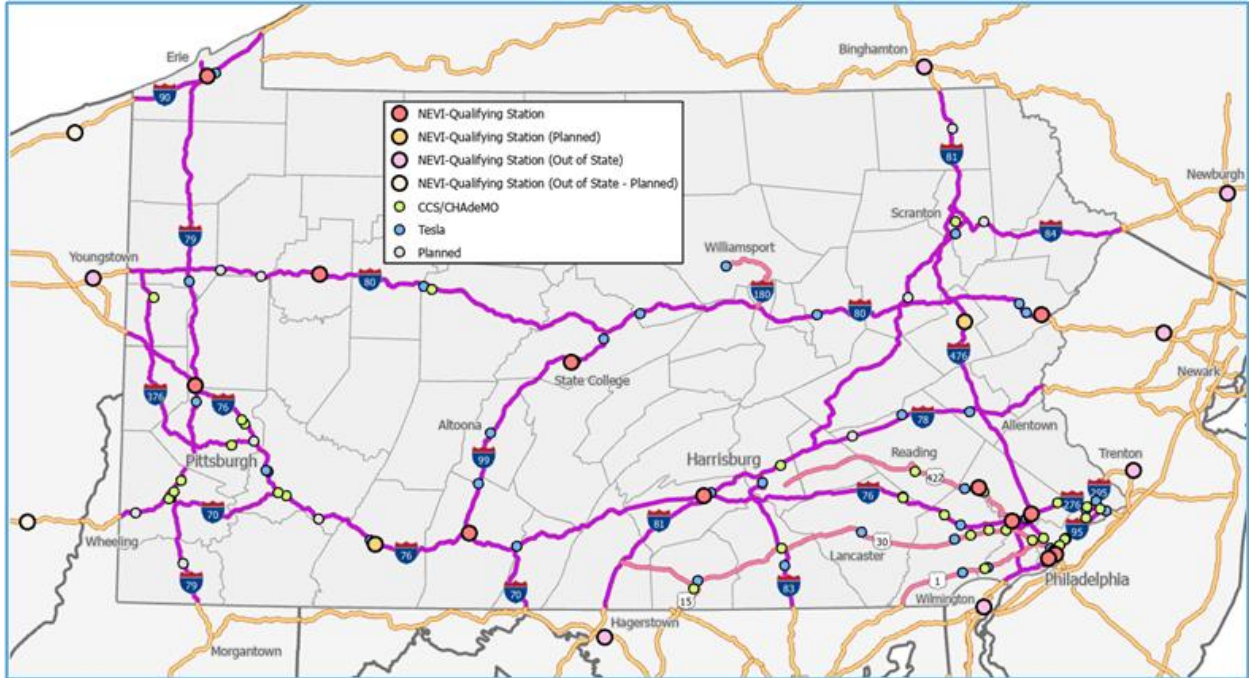 Erie
90
Binghamton
NEVI-Qualifying Station
NEVI-Qualifying Station (Planned)
NEVI-Qualifying Station (Out of State)
NEVI-Qualifying Station (Out of State - Planned)
CCS/CHAdeMO
Tesla
Planned
81
Newburgh
Scranton
79
84
Youngstown
Williamsport
80
180
80
476
State College
Newark
376
76
Altoona
78
Allentown
Pittsburgh
99
Harrisburg
Reading
Trenton
422
70
76
276
295
Wheeling
81
95
76
30
Lancaster
79
70
15
83
1
Philadelphia
Wilmington
Hagerstown
Morgantown